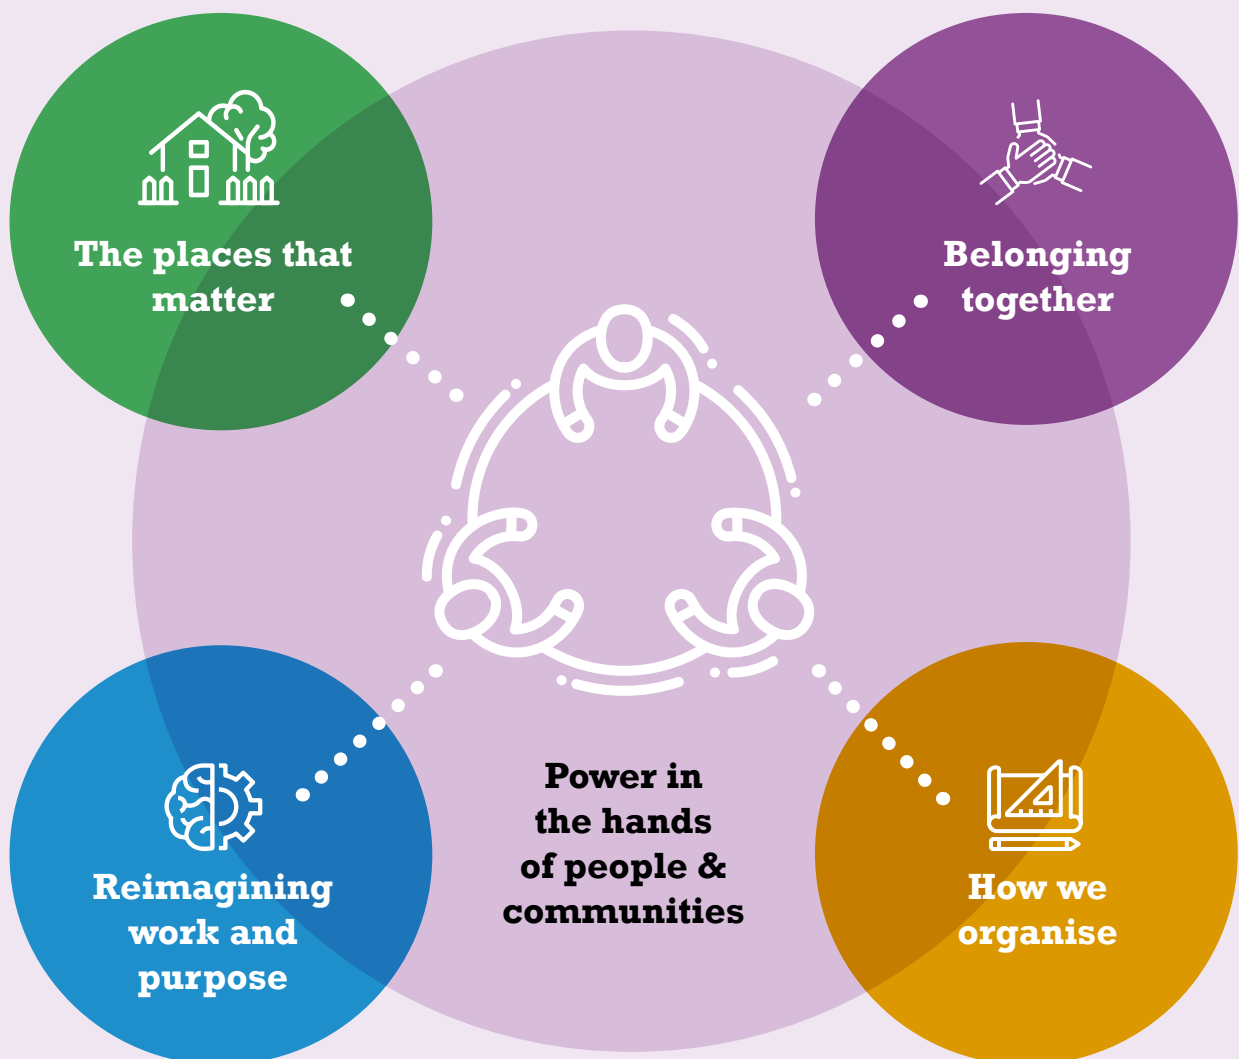 The places that
matter
Belonging
together
Reimagining
work and
purpose
Power in
the hands
of people &
communities
How we
organise